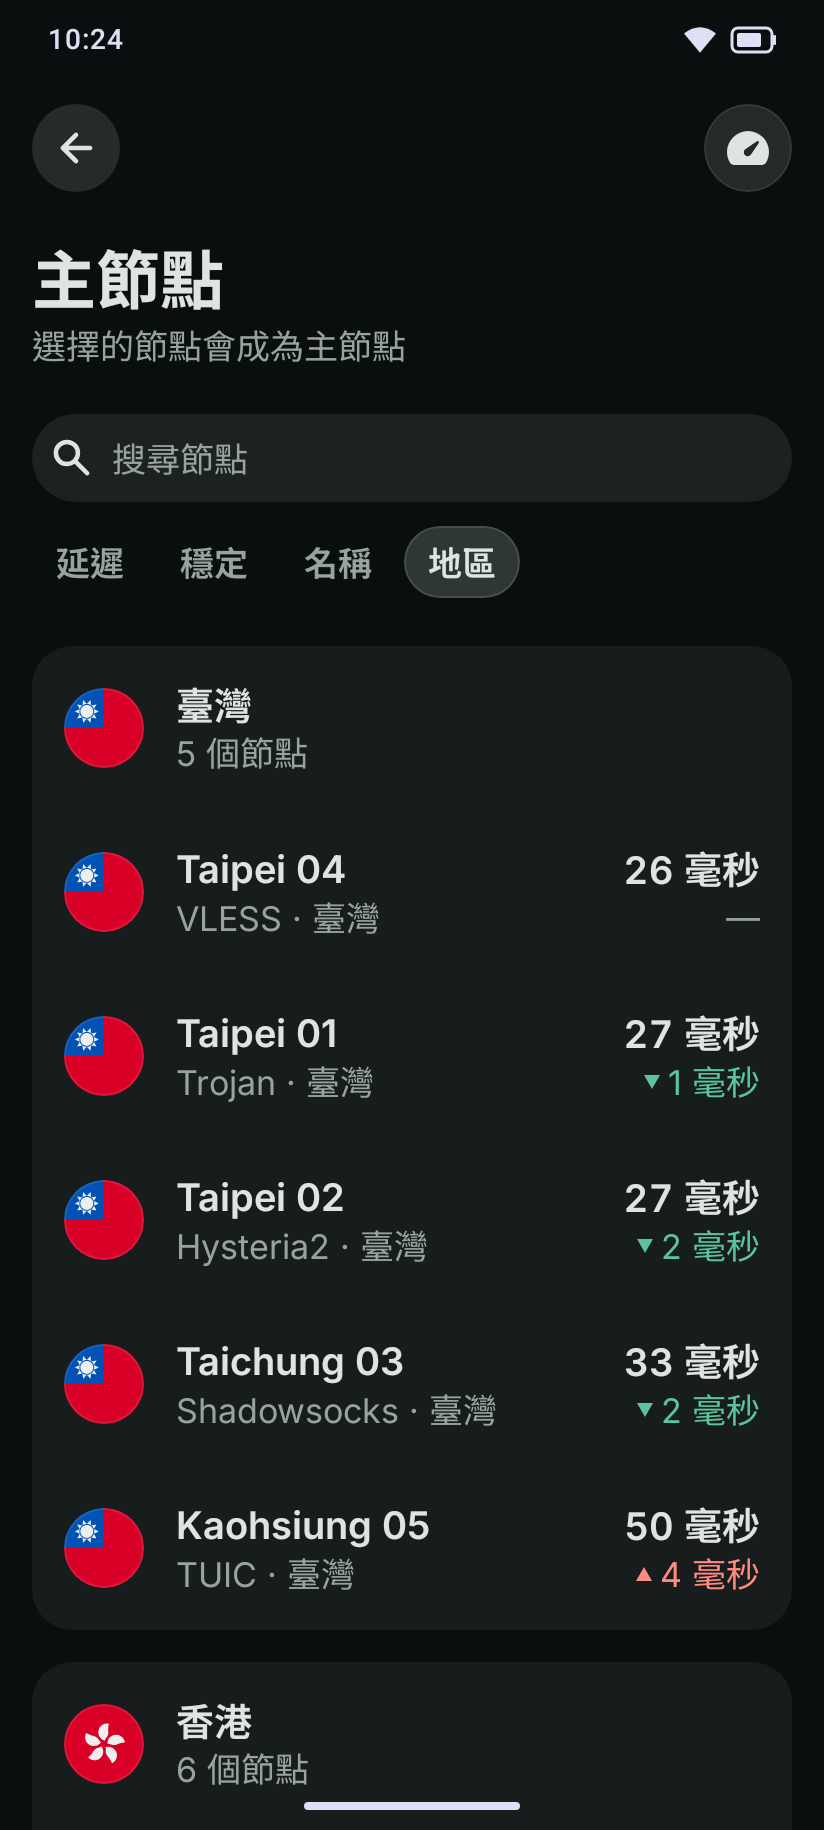 10:24
主節點
選擇的節點會成為主節點
搜尋節點
延遲 穩定 名稱 地區
臺灣
5 個節點
Taipei 04 26 毫秒
VLESS · 臺灣 —
Taipei 01 27 毫秒
Trojan · 臺灣 ▼1 毫秒
Taipei 02 27 毫秒
Hysteria2 · 臺灣 ▼2 毫秒
Taichung 03 33 毫秒
Shadowsocks · 臺灣 ▼2 毫秒
Kaohsiung 05 50 毫秒
TUIC · 臺灣 ▲4 毫秒
香港
6 個節點